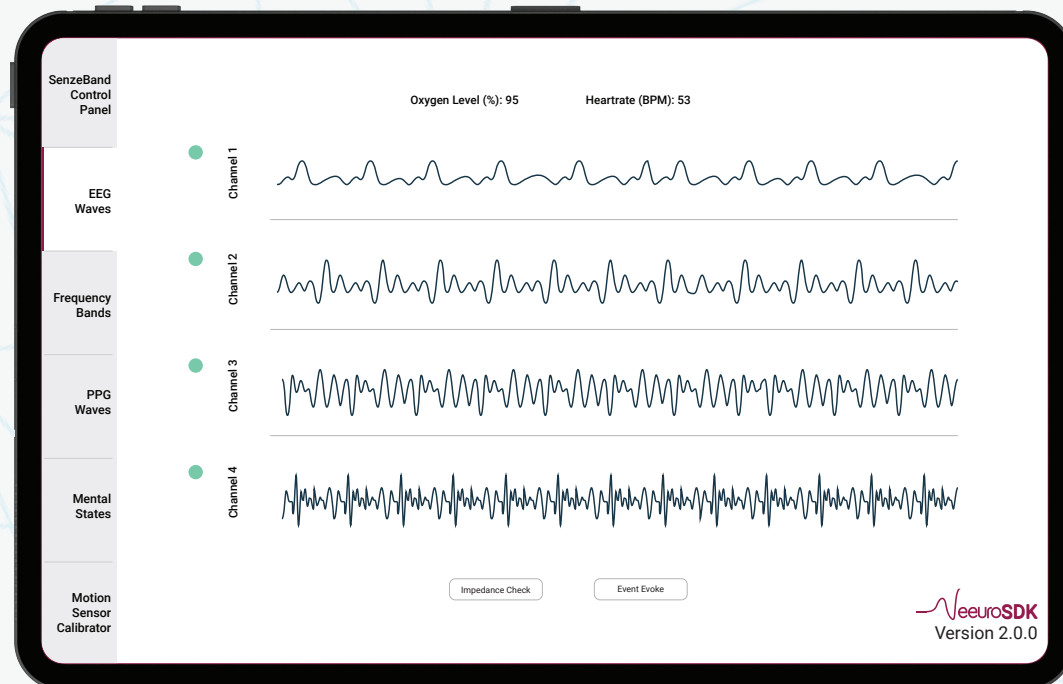 SenzeBand
Control
Panel
EEG
Waves
Frequency
Bands
PPG
Waves
Mental
States
Motion
Sensor
Calibrator
Oxygen Level (%): 95
Heartrate (BPM): 53
Channel 1
Channel 2
Channel 3
Channel 4
Impedance Check
Event Evoke
NeeuroSDK
Version 2.0.0